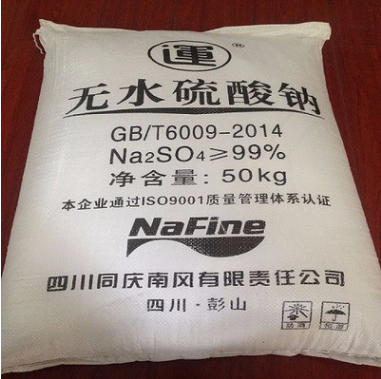 運®
无水硫酸钠
GB/T6009-2014
Na₂SO₄≥99%
净含量: 50kg
本企业通过ISO9001质量管理体系认证
NaFine
四川同庆南风有限责任公司
四川·彭山